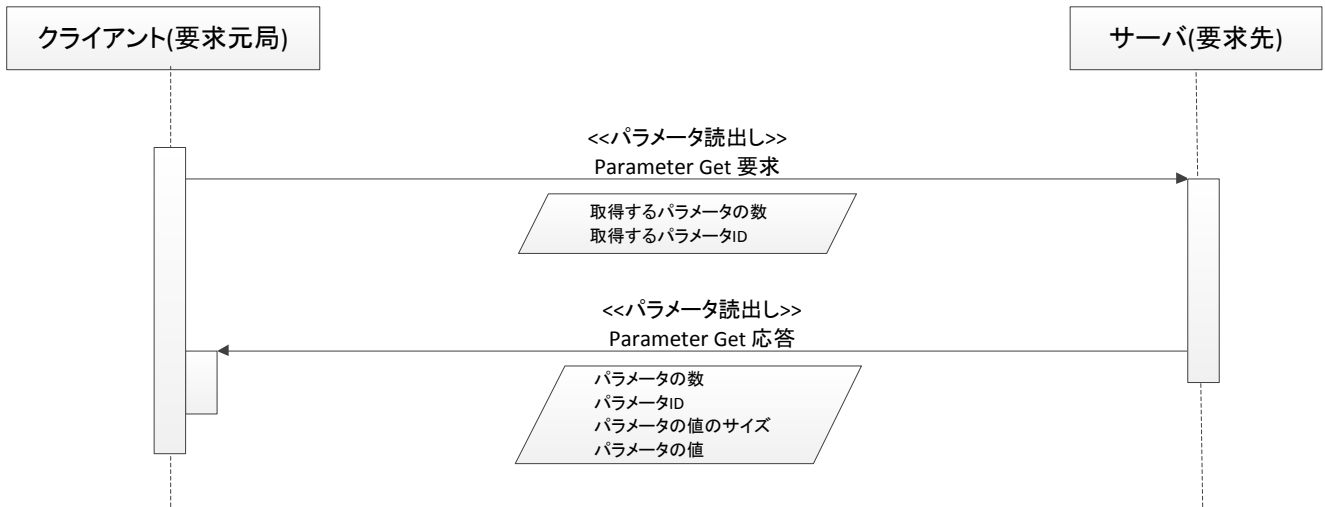 クライアント(要求元局)
サーバ(要求先)
<<パラメータ読出し>>
Parameter Get 要求
取得するパラメータの数
取得するパラメータID
<<パラメータ読出し>>
Parameter Get 応答
パラメータの数
パラメータID
パラメータの値のサイズ
パラメータの値